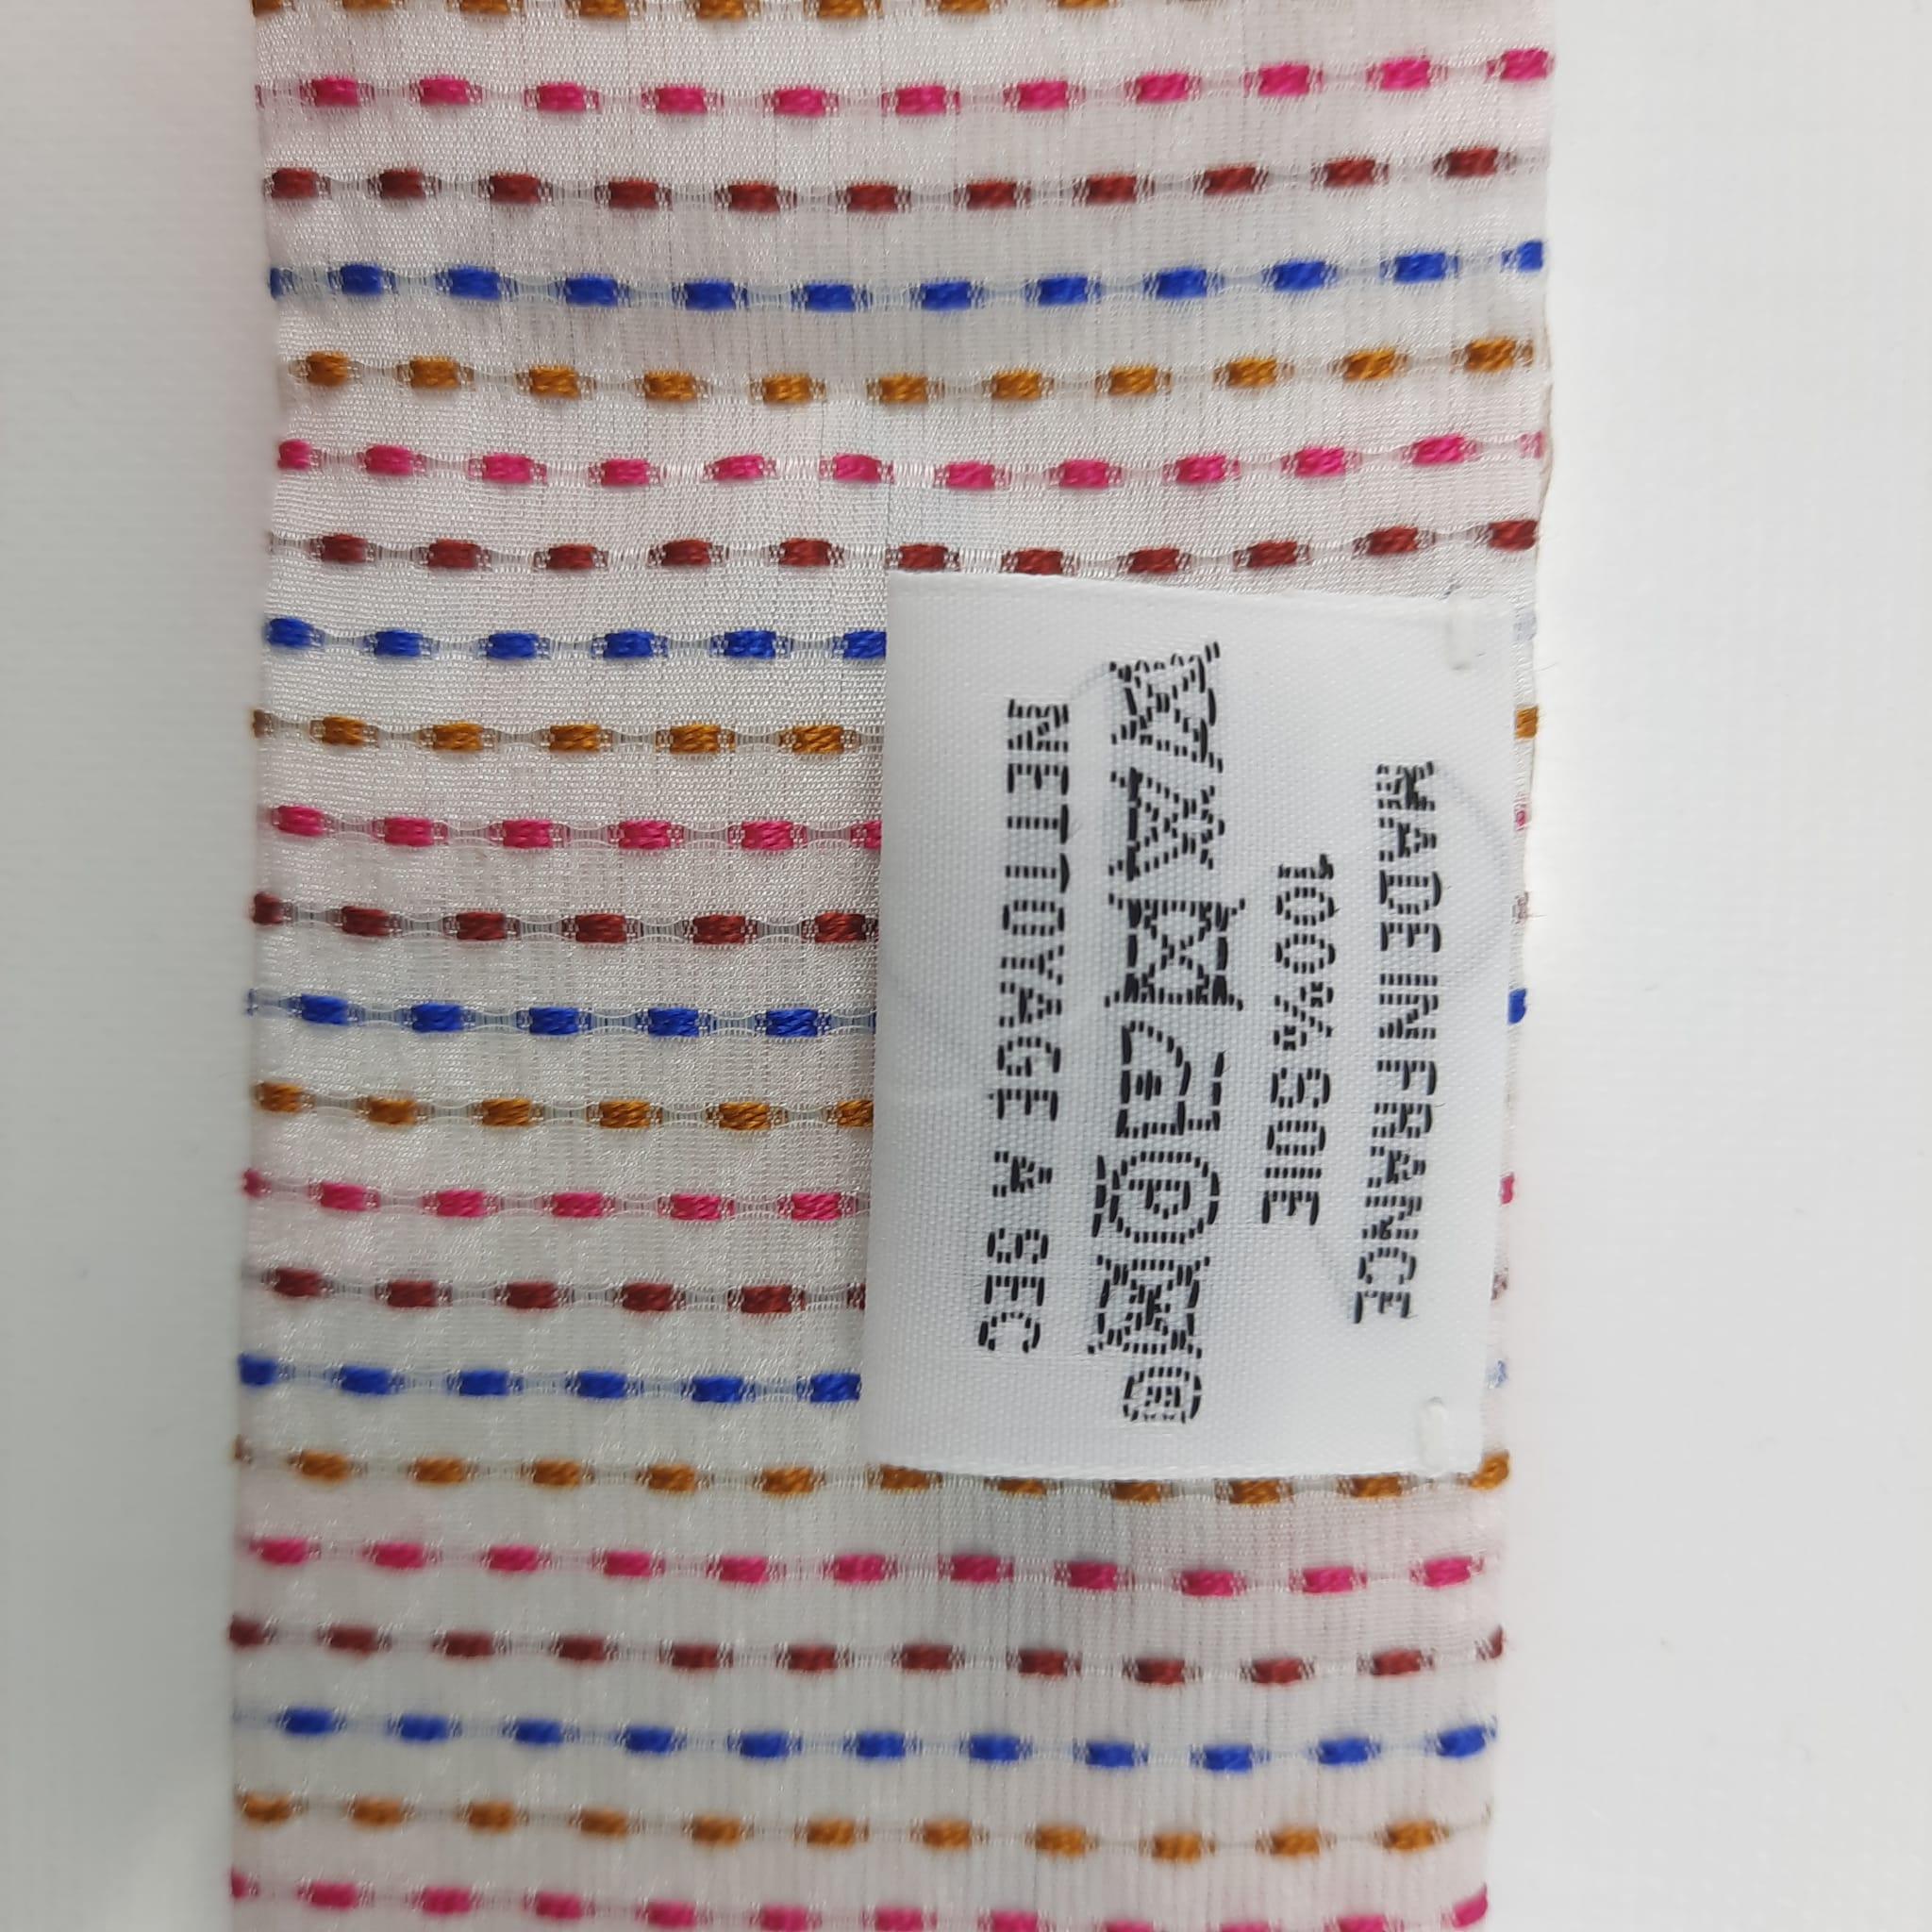 MADE IN FRANCE
100% SOIE
NETTOYAGE A SEC